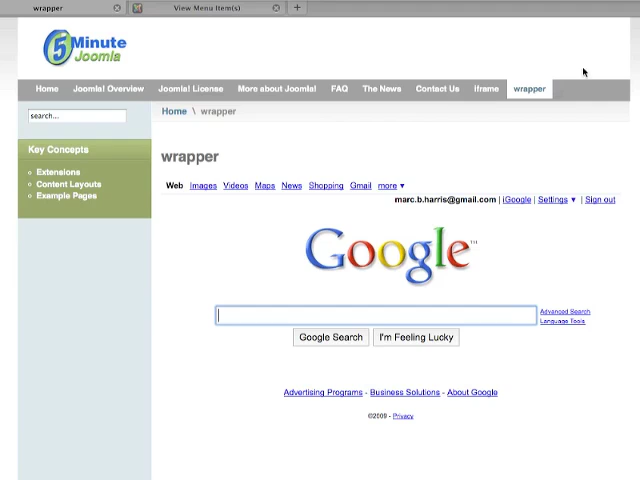 wrapper
View Menu Item(s)
5 Minute Joomla
Home Joomla! Overview Joomla! License More about Joomla! FAQ The News Contact Us iframe wrapper
search...
Home \ wrapper
Key Concepts
Extensions
Content Layouts
Example Pages
wrapper
Web Images Videos Maps News Shopping Gmail more ▼
marc.b.harris@gmail.com | iGoogle | Settings ▼ | Sign out
Google™
Advanced Search
Language Tools
Google Search I'm Feeling Lucky
Advertising Programs - Business Solutions - About Google
©2009 - Privacy